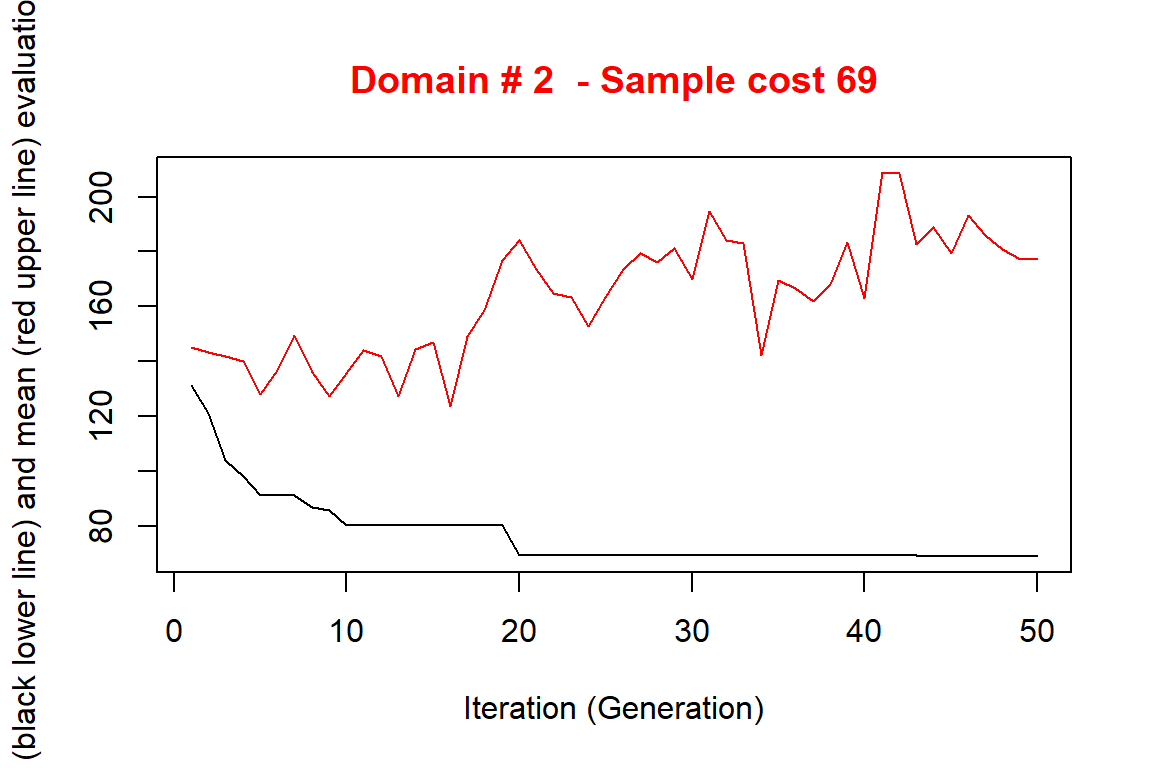 Domain # 2  - Sample cost 69
(black lower line) and mean (red upper line) evaluatio
200
160
120
80
0 10 20 30 40 50
Iteration (Generation)